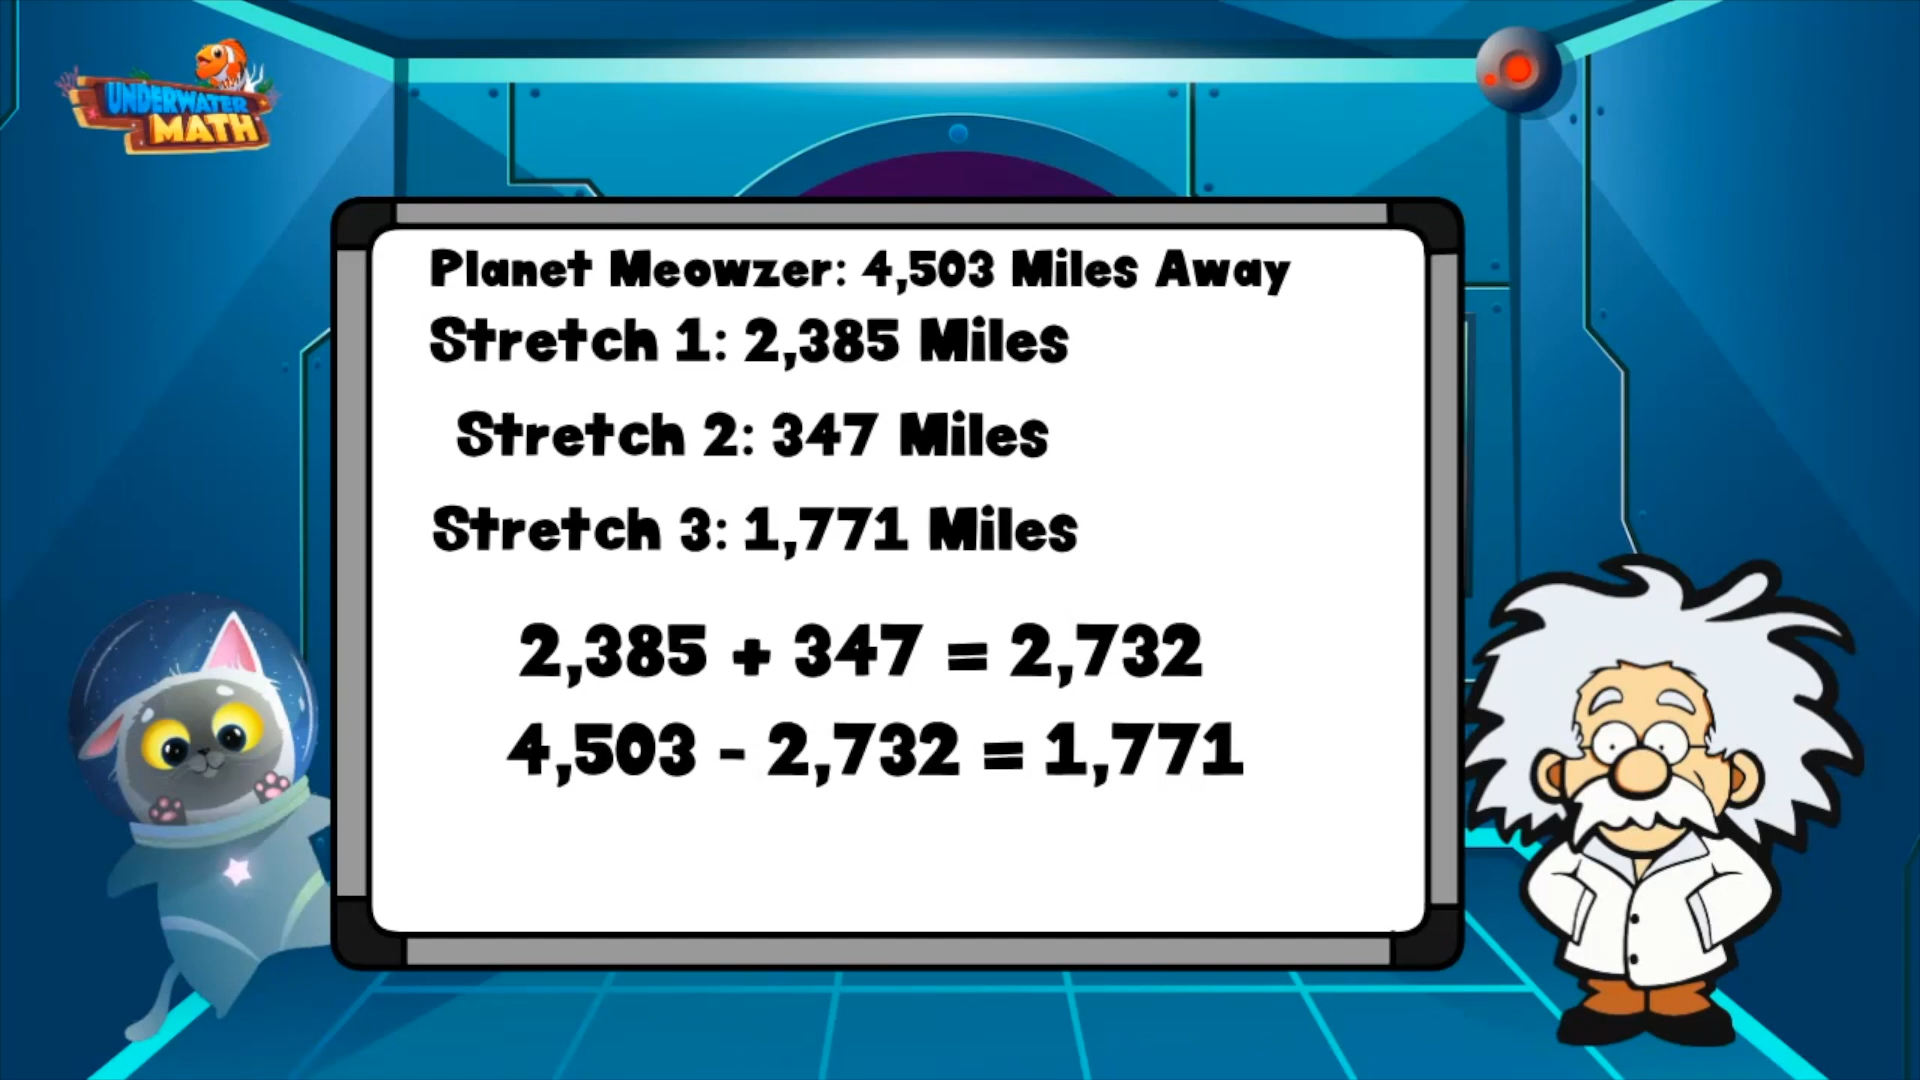 UNDERWATER
MATH
Planet Meowzer: 4,503 Miles Away
Stretch 1: 2,385 Miles
Stretch 2: 347 Miles
Stretch 3: 1,771 Miles
2,385 + 347 = 2,732
4,503 - 2,732 = 1,771